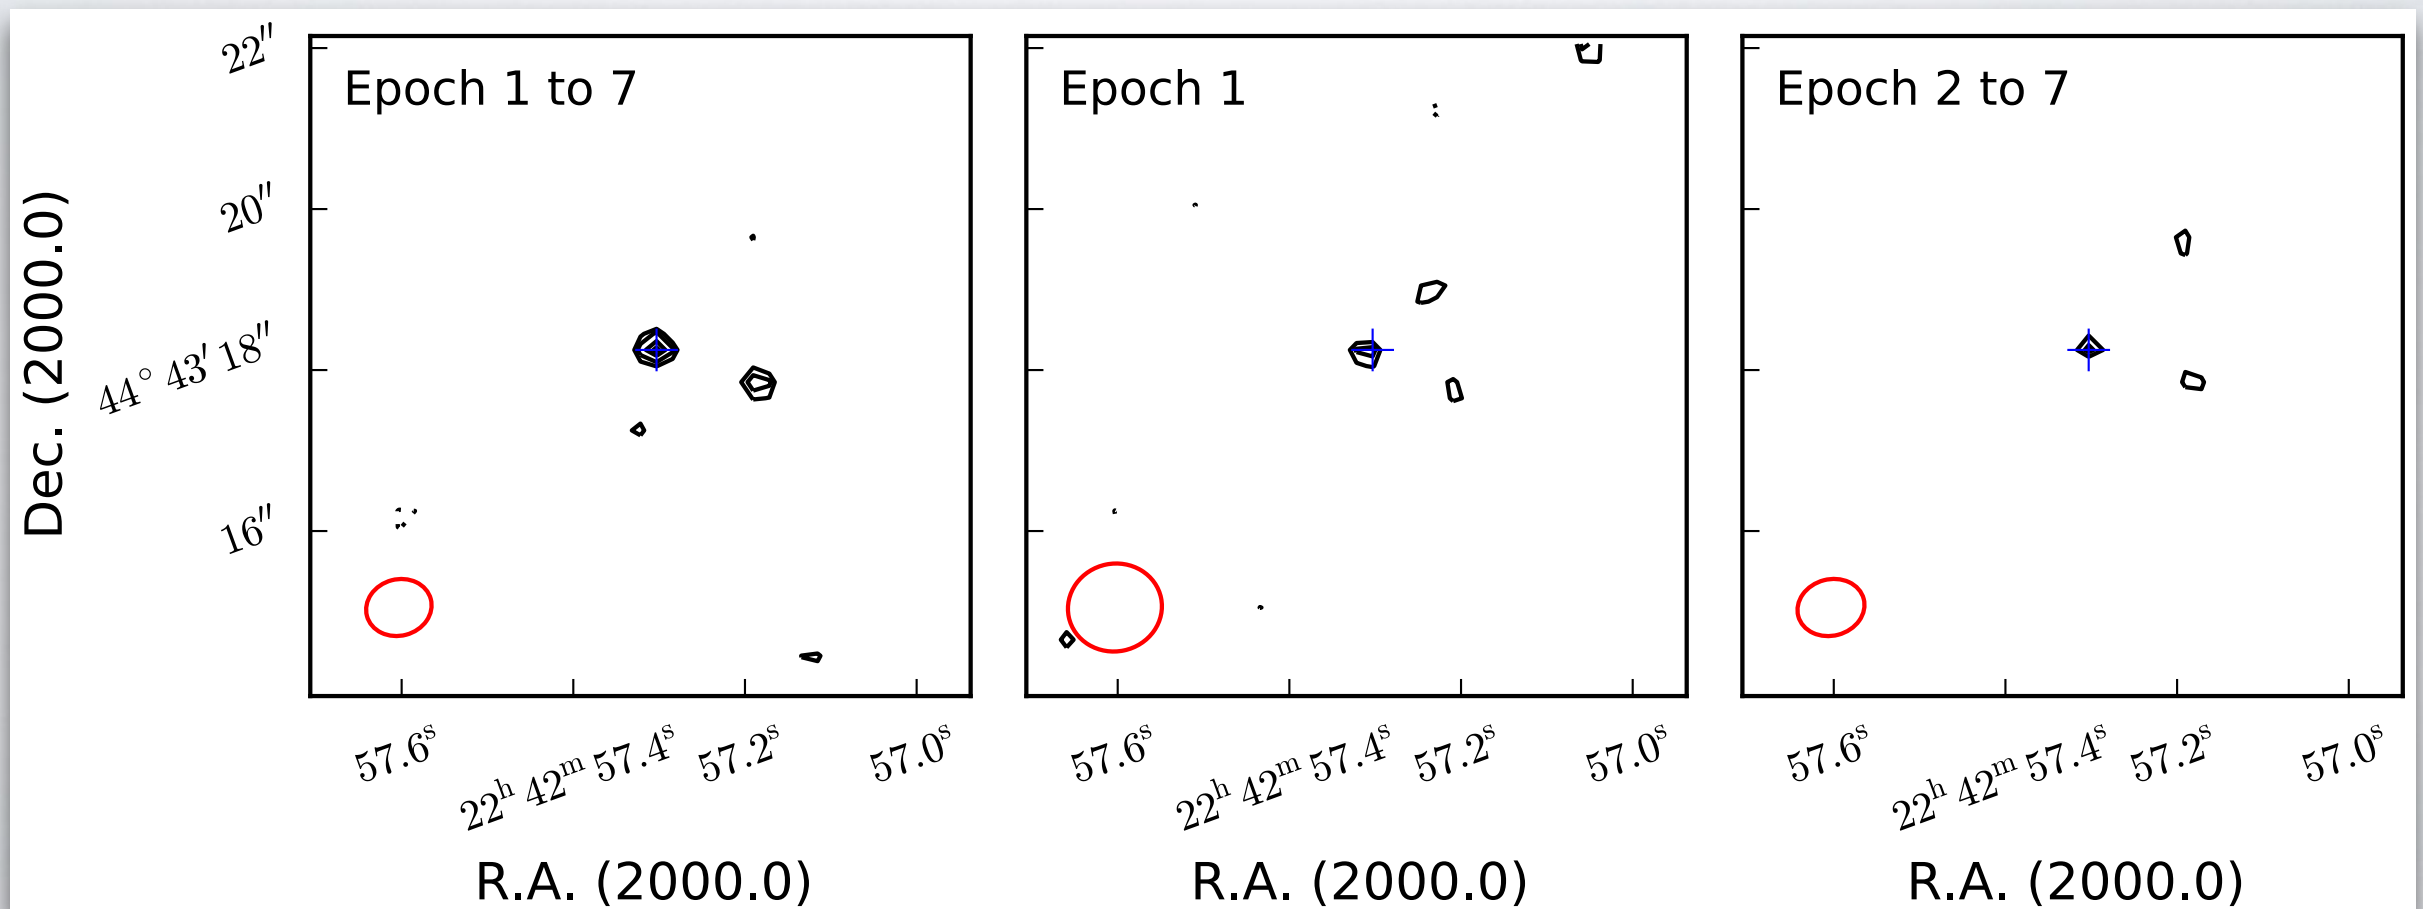 Epoch 1 to 7
Epoch 1
Epoch 2 to 7
Dec. (2000.0)
22″
20″
44° 43′ 18″
16″
57.6ˢ
22ʰ 42ᵐ 57.4ˢ
57.2ˢ
57.0ˢ
57.6ˢ
22ʰ 42ᵐ 57.4ˢ
57.2ˢ
57.0ˢ
57.6ˢ
22ʰ 42ᵐ 57.4ˢ
57.2ˢ
57.0ˢ
R.A. (2000.0)
R.A. (2000.0)
R.A. (2000.0)